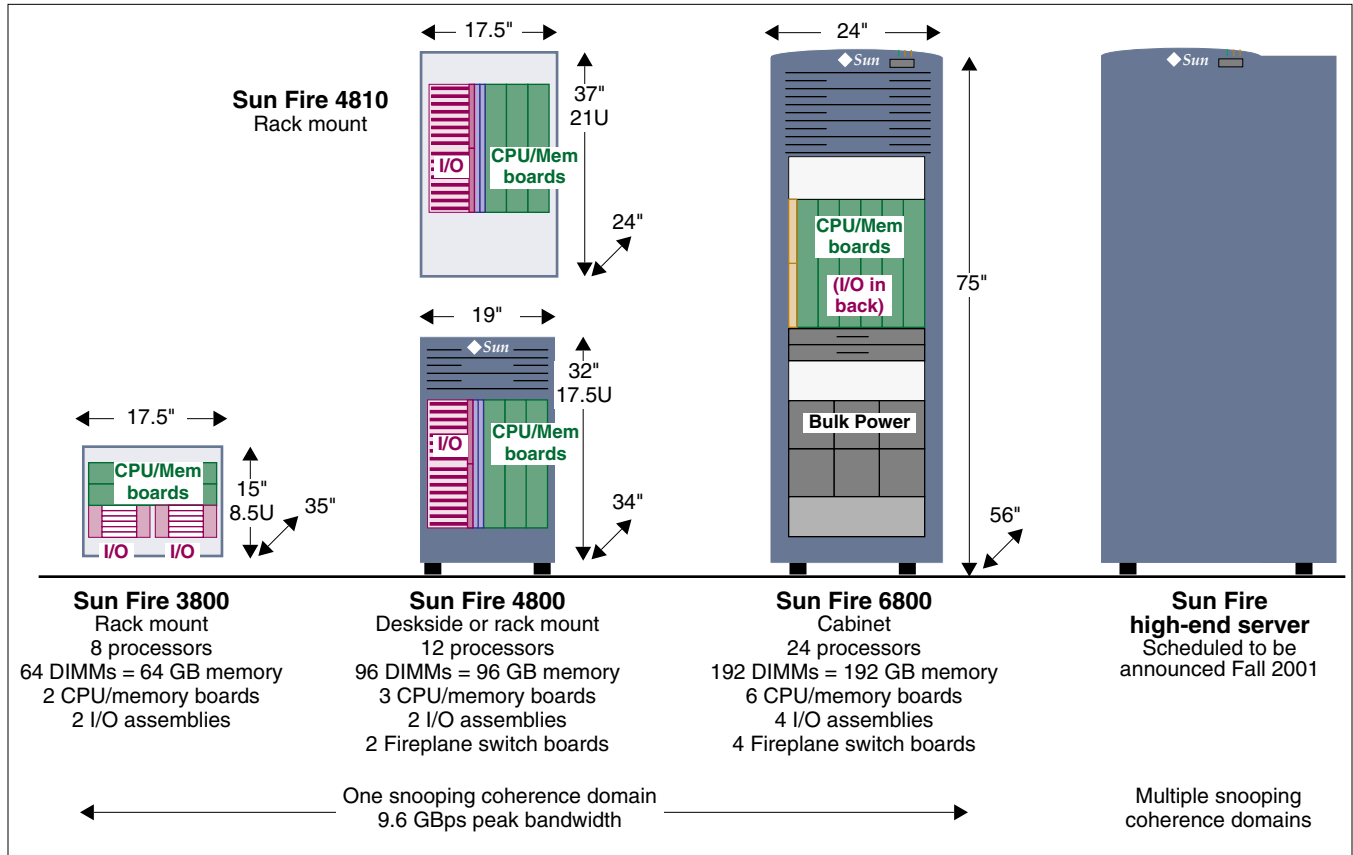 17.5"
Sun Fire 4810
Rack mount
37"
21U
I/O
CPU/Mem
boards
24"
19"
Sun
32"
17.5U
I/O
CPU/Mem
boards
34"
17.5"
CPU/Mem
boards
I/O
I/O
15"
8.5U
35"
24"
Sun
CPU/Mem
boards
(I/O in
back)
Bulk Power
75"
56"
Sun
Sun Fire 3800
Rack mount
8 processors
64 DIMMs = 64 GB memory
2 CPU/memory boards
2 I/O assemblies
Sun Fire 4800
Deskside or rack mount
12 processors
96 DIMMs = 96 GB memory
3 CPU/memory boards
2 I/O assemblies
2 Fireplane switch boards
Sun Fire 6800
Cabinet
24 processors
192 DIMMs = 192 GB memory
6 CPU/memory boards
4 I/O assemblies
4 Fireplane switch boards
Sun Fire
high-end server
Scheduled to be
announced Fall 2001
One snooping coherence domain
9.6 GBps peak bandwidth
Multiple snooping
coherence domains